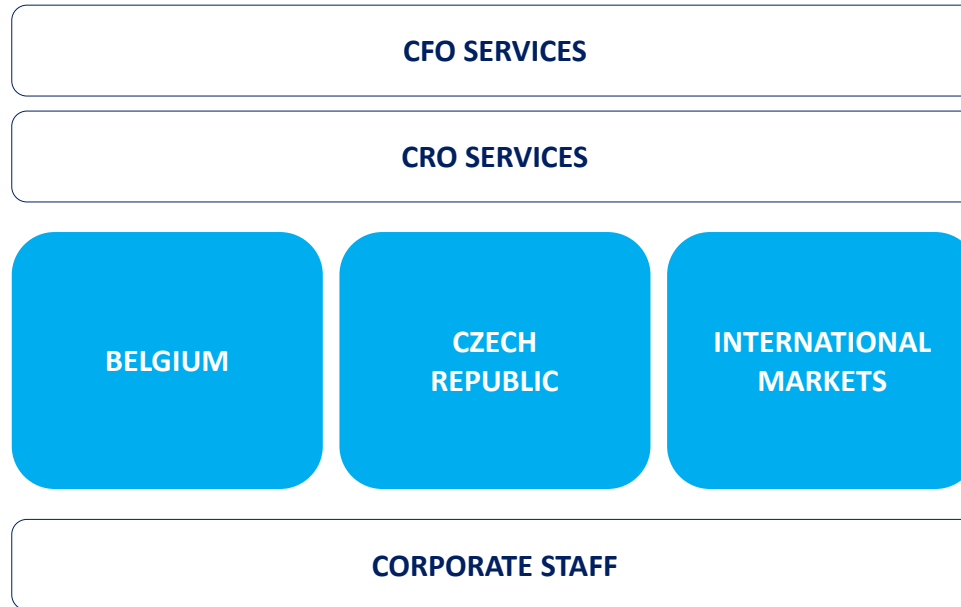 CFO SERVICES
CRO SERVICES
BELGIUM
CZECH
REPUBLIC
INTERNATIONAL
MARKETS
CORPORATE STAFF